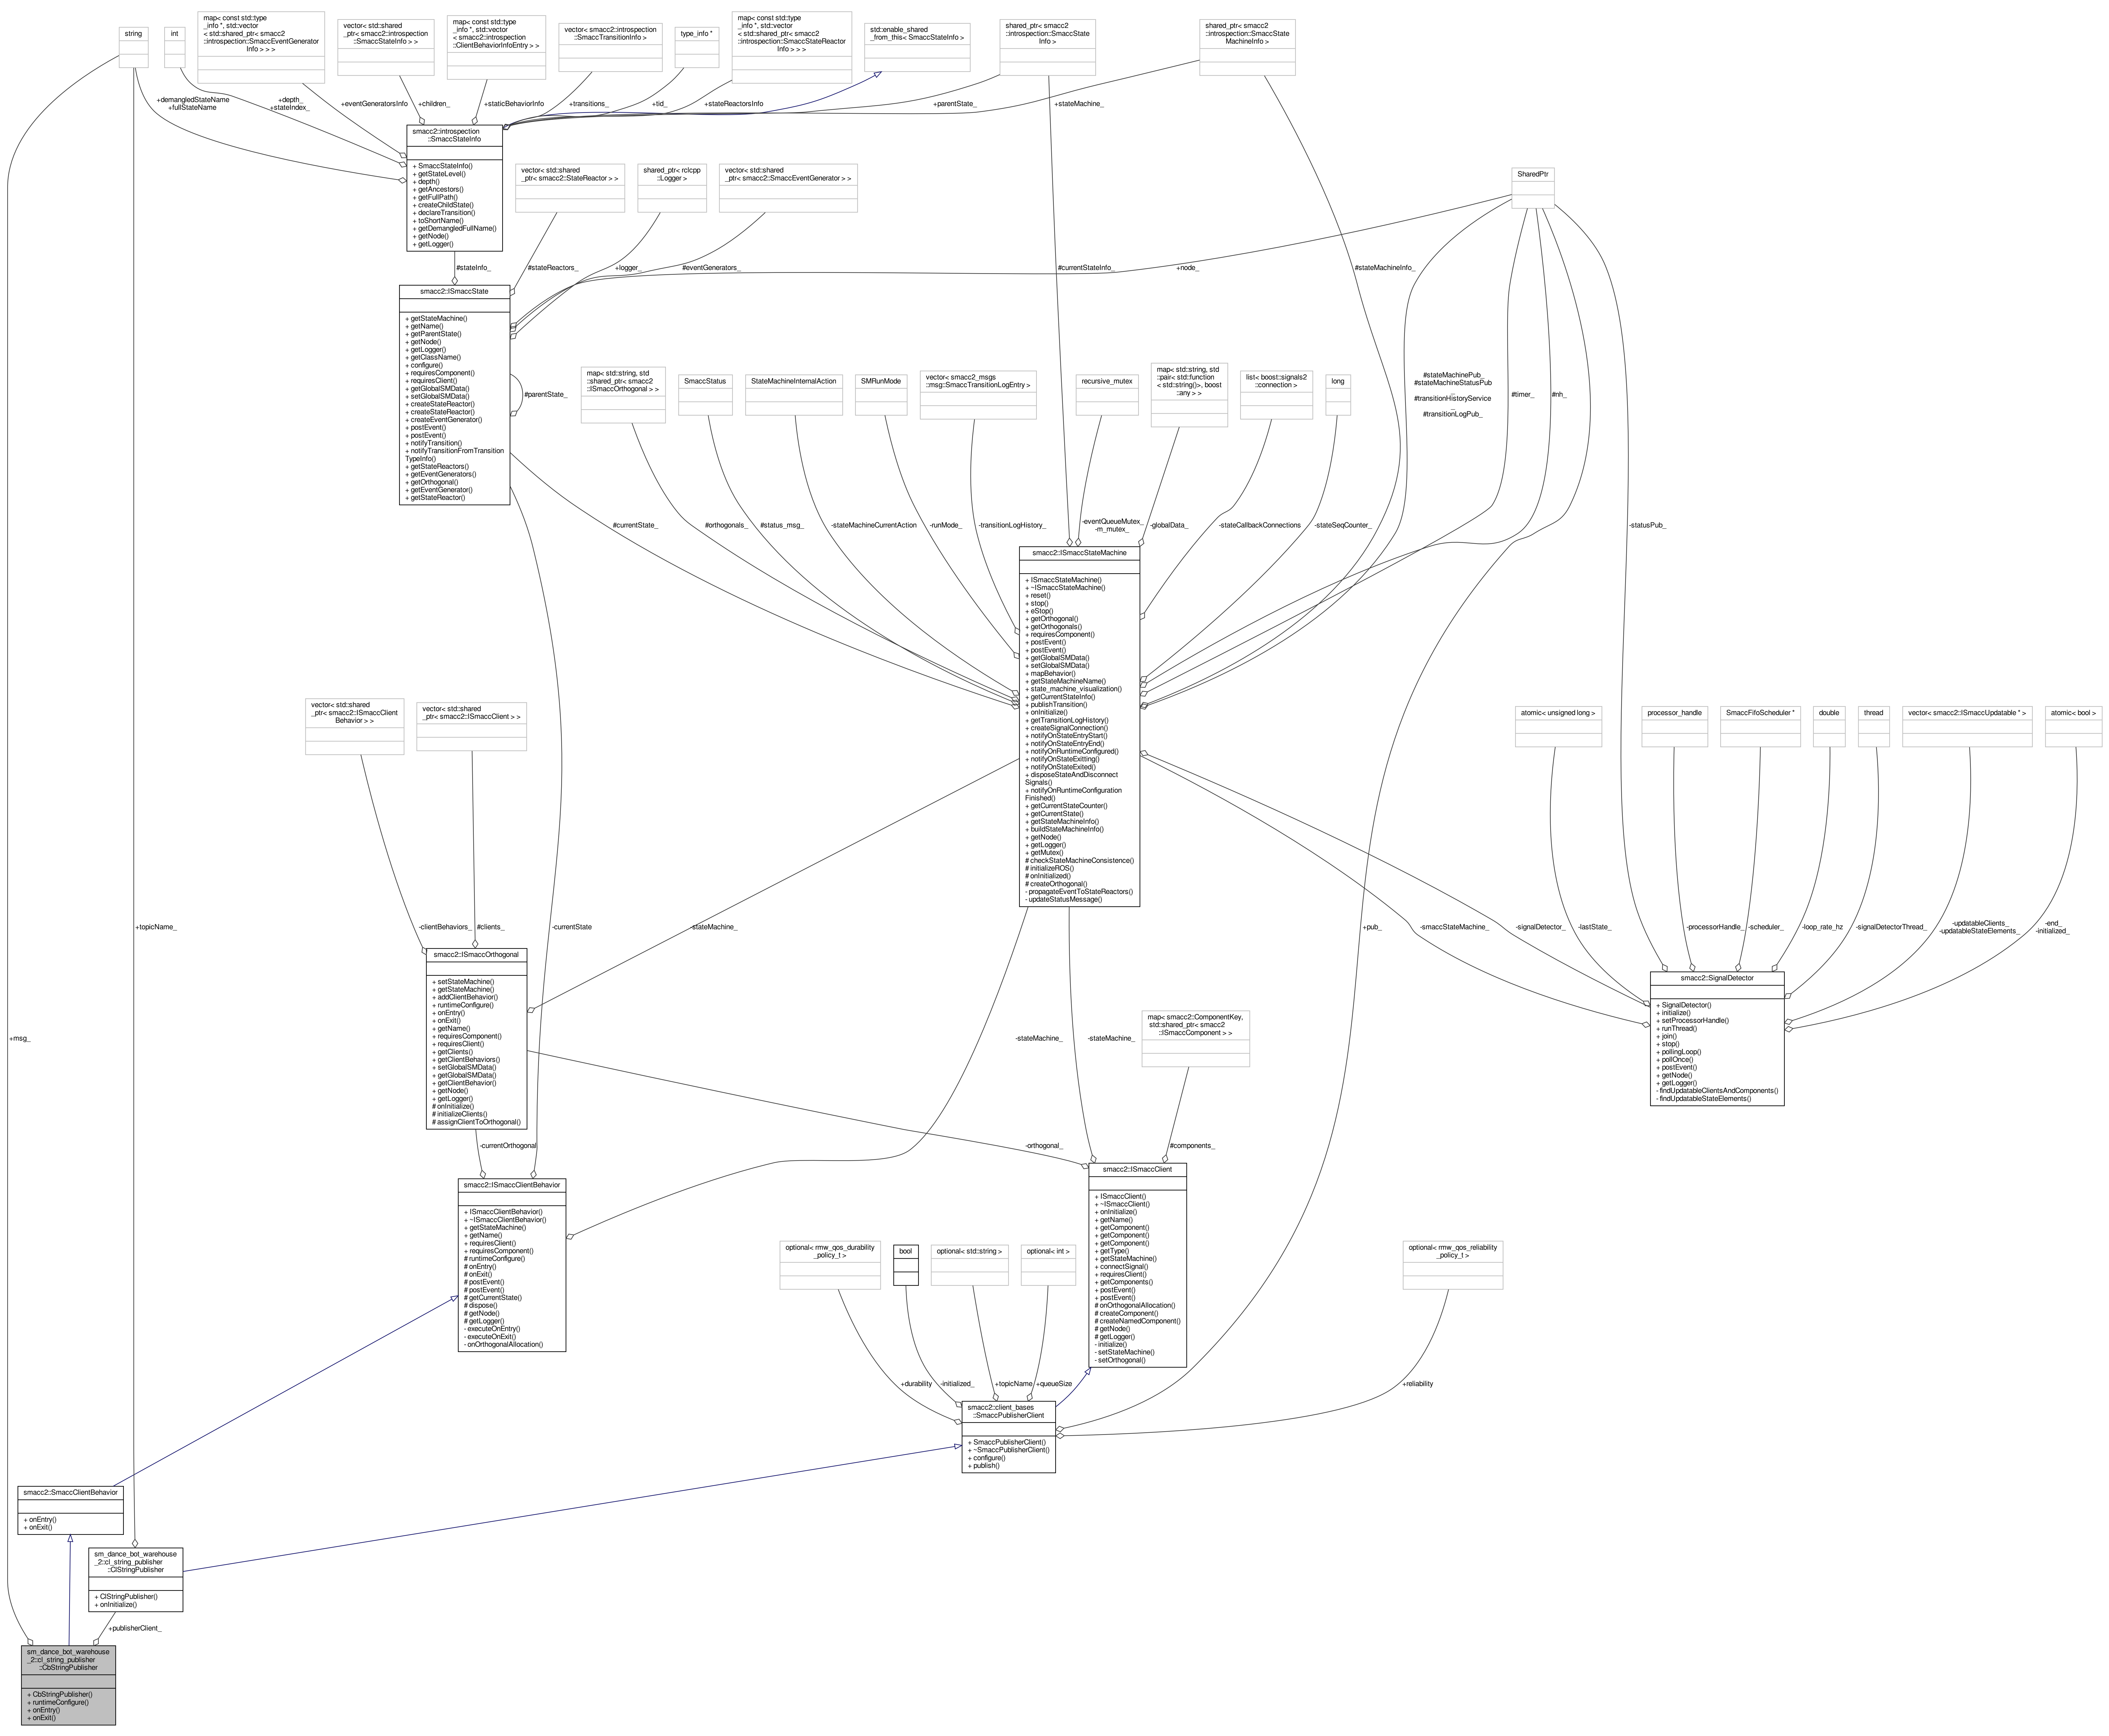 string
int
map< const std::type
_info *, std::vector
< std::shared_ptr< smacc2
::introspection::SmaccEventGenerator
Info > > >
vector< std::shared
_ptr< smacc2::introspection
::SmaccStateInfo > >
map< const std::type
_info *, std::vector
< smacc2::introspection
::ClientBehaviorInfoEntry > >
vector< smacc2::introspection
::SmaccTransitionInfo >
type_info *
map< const std::type
_info *, std::vector
< std::shared_ptr< smacc2
::introspection::SmaccStateReactor
Info > > >
std::enable_shared
_from_this< SmaccStateInfo >
shared_ptr< smacc2
::introspection::SmaccState
Info >
shared_ptr< smacc2
::introspection::SmaccState
MachineInfo >
+demangledStateName
+fullStateName
+depth_
+stateIndex_
+eventGeneratorsInfo
+children_
+staticBehaviorInfo
+transitions_
+tid_
+stateReactorsInfo
+parentState_
+stateMachine_
smacc2::introspection
::SmaccStateInfo
+ SmaccStateInfo()
+ getStateLevel()
+ depth()
+ getAncestors()
+ getFullPath()
+ createChildState()
+ declareTransition()
+ toShortName()
+ getDemangledFullName()
+ getNode()
+ getLogger()
vector< std::shared
_ptr< smacc2::StateReactor > >
shared_ptr< rclcpp
::Logger >
vector< std::shared
_ptr< smacc2::SmaccEventGenerator > >
SharedPtr
#stateInfo_
#stateReactors_
+logger_
#eventGenerators_
#currentStateInfo_
+node_
#stateMachineInfo_
smacc2::ISmaccState
+ getStateMachine()
+ getName()
+ getParentState()
+ getNode()
+ getLogger()
+ getClassName()
+ configure()
+ requiresComponent()
+ requiresClient()
+ getGlobalSMData()
+ setGlobalSMData()
+ createStateReactor()
+ createStateReactor()
+ createEventGenerator()
+ postEvent()
+ postEvent()
+ notifyTransition()
+ notifyTransitionFromTransition
TypeInfo()
+ getStateReactors()
+ getEventGenerators()
+ getOrthogonal()
+ getEventGenerator()
+ getStateReactor()
#parentState_
map< std::string, std
::shared_ptr< smacc2
::ISmaccOrthogonal > >
SmaccStatus
StateMachineInternalAction
SMRunMode
vector< smacc2_msgs
::msg::SmaccTransitionLogEntry >
recursive_mutex
map< std::string, std
::pair< std::function
< std::string()>, boost
::any > >
list< boost::signals2
::connection >
long
#stateMachinePub_
#stateMachineStatusPub
_
#transitionHistoryService
_
#transitionLogPub_
#timer_
#nh_
#currentState_
#orthogonals_
#status_msg_
-stateMachineCurrentAction
-runMode_
-transitionLogHistory_
-eventQueueMutex_
-m_mutex_
-globalData_
-stateCallbackConnections
-stateSeqCounter_
-statusPub_
smacc2::ISmaccStateMachine
+ ISmaccStateMachine()
+ ~ISmaccStateMachine()
+ reset()
+ stop()
+ eStop()
+ getOrthogonal()
+ getOrthogonals()
+ requiresComponent()
+ postEvent()
+ postEvent()
+ getGlobalSMData()
+ setGlobalSMData()
+ mapBehavior()
+ getStateMachineName()
+ state_machine_visualization()
+ getCurrentStateInfo()
+ publishTransition()
+ onInitialize()
+ getTransitionLogHistory()
+ createSignalConnection()
+ notifyOnStateEntryStart()
+ notifyOnStateEntryEnd()
+ notifyOnRuntimeConfigured()
+ notifyOnStateExitting()
+ notifyOnStateExited()
+ disposeStateAndDisconnect
Signals()
+ notifyOnRuntimeConfiguration
Finished()
+ getCurrentStateCounter()
+ getCurrentState()
+ getStateMachineInfo()
+ buildStateMachineInfo()
+ getNode()
+ getLogger()
+ getMutex()
# checkStateMachineConsistence()
# initializeROS()
# onInitialized()
# createOrthogonal()
- propagateEventToStateReactors()
- updateStatusMessage()
vector< std::shared
_ptr< smacc2::ISmaccClient
Behavior > >
vector< std::shared
_ptr< smacc2::ISmaccClient > >
atomic< unsigned long >
processor_handle
SmaccFifoScheduler *
double
thread
vector< smacc2::ISmaccUpdatable * >
atomic< bool >
+topicName_
-clientBehaviors_
#clients_
-currentState
-stateMachine_
+pub_
-smaccStateMachine_
-signalDetector_
-lastState_
-processorHandle_
-scheduler_
-loop_rate_hz
-signalDetectorThread_
-updatableClients_
-updatableStateElements_
-end_
-initialized_
smacc2::ISmaccOrthogonal
+ setStateMachine()
+ getStateMachine()
+ addClientBehavior()
+ runtimeConfigure()
+ onEntry()
+ onExit()
+ getName()
+ requiresComponent()
+ requiresClient()
+ getClients()
+ getClientBehaviors()
+ setGlobalSMData()
+ getGlobalSMData()
+ getClientBehavior()
+ getNode()
+ getLogger()
# onInitialize()
# initializeClients()
# assignClientToOrthogonal()
smacc2::SignalDetector
+ SignalDetector()
+ initialize()
+ setProcessorHandle()
+ runThread()
+ join()
+ stop()
+ pollingLoop()
+ pollOnce()
+ postEvent()
+ getNode()
+ getLogger()
- findUpdatableClientsAndComponents()
- findUpdatableStateElements()
+msg_
-stateMachine_
-stateMachine_
map< smacc2::ComponentKey,
std::shared_ptr< smacc2
::ISmaccComponent > >
-currentOrthogonal
-orthogonal_
#components_
smacc2::ISmaccClientBehavior
+ ISmaccClientBehavior()
+ ~ISmaccClientBehavior()
+ getStateMachine()
+ getName()
+ requiresClient()
+ requiresComponent()
# runtimeConfigure()
# onEntry()
# onExit()
# postEvent()
# postEvent()
# getCurrentState()
# dispose()
# getNode()
# getLogger()
- executeOnEntry()
- executeOnExit()
- onOrthogonalAllocation()
smacc2::ISmaccClient
+ ISmaccClient()
+ ~ISmaccClient()
+ onInitialize()
+ getName()
+ getComponent()
+ getComponent()
+ getComponent()
+ getType()
+ getStateMachine()
+ connectSignal()
+ requiresClient()
+ getComponents()
+ postEvent()
+ postEvent()
# onOrthogonalAllocation()
# createComponent()
# createNamedComponent()
# getNode()
# getLogger()
- initialize()
- setStateMachine()
- setOrthogonal()
optional< rmw_qos_durability
_policy_t >
bool
optional< std::string >
optional< int >
optional< rmw_qos_reliability
_policy_t >
+durability
-initialized_
+topicName
+queueSize
+reliability
smacc2::client_bases
::SmaccPublisherClient
+ SmaccPublisherClient()
+ ~SmaccPublisherClient()
+ configure()
+ publish()
smacc2::SmaccClientBehavior
+ onEntry()
+ onExit()
sm_dance_bot_warehouse
_2::cl_string_publisher
::ClStringPublisher
+ ClStringPublisher()
+ onInitialize()
+publisherClient_
sm_dance_bot_warehouse
_2::cl_string_publisher
::CbStringPublisher
+ CbStringPublisher()
+ runtimeConfigure()
+ onEntry()
+ onExit()